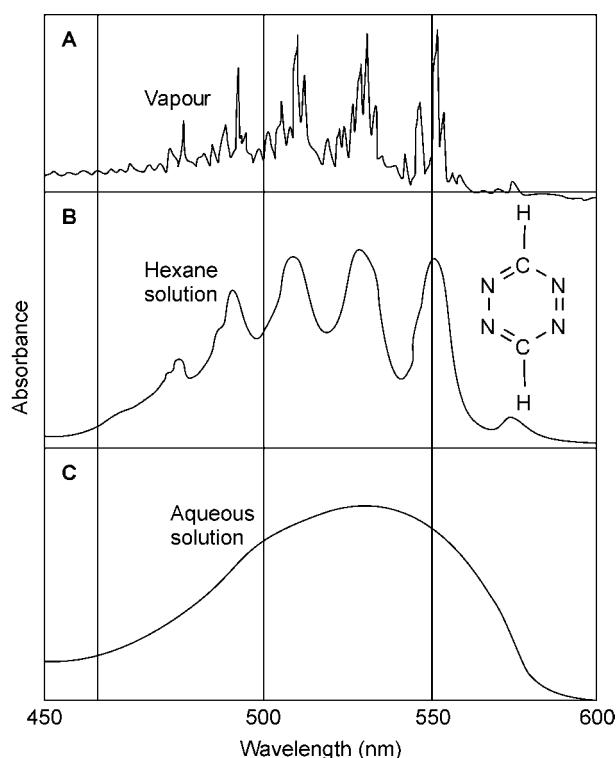 A
Vapour
B
Hexane
solution
H
C
N N
N N
C
H
Absorbance
C
Aqueous
solution
450 500 550 600
Wavelength (nm)